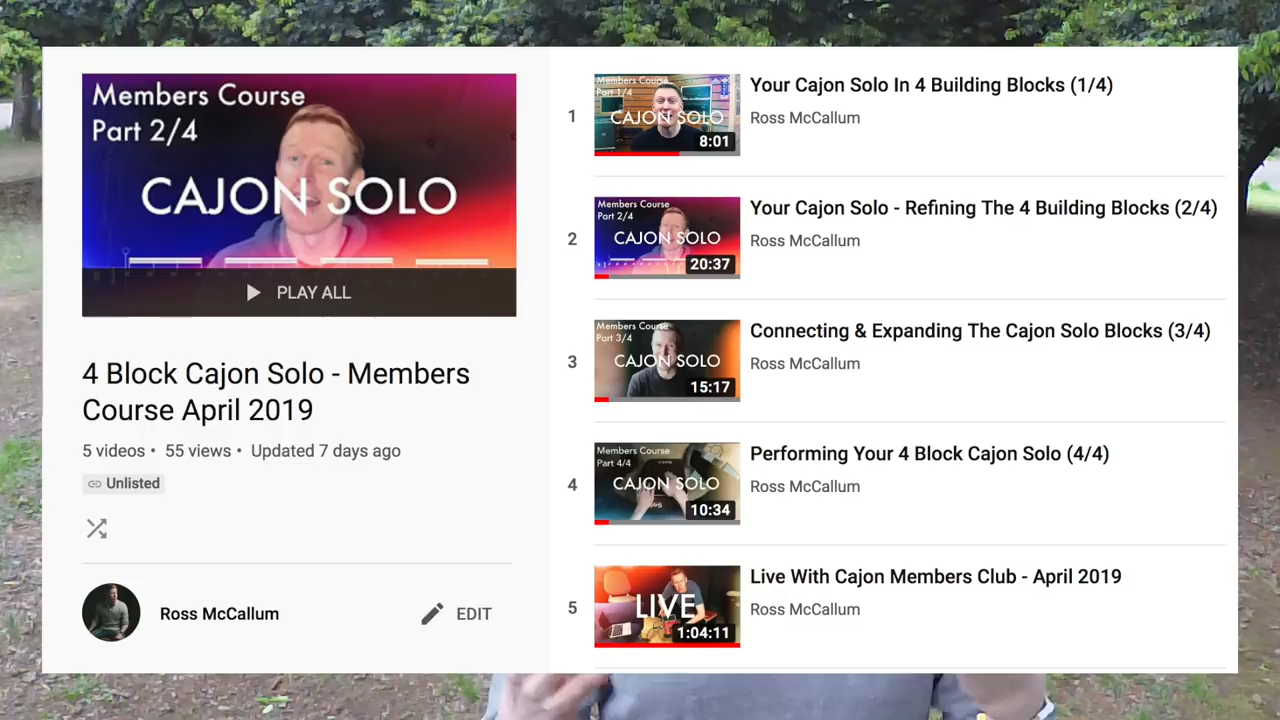 Members Course
Part 2/4
CAJON SOLO
PLAY ALL
4 Block Cajon Solo - Members
Course April 2019
5 videos • 55 views • Updated 7 days ago
Unlisted
Ross McCallum
EDIT
1
Members Course
Part 1/4
CAJON SOLO
8:01
Your Cajon Solo In 4 Building Blocks (1/4)
Ross McCallum
2
Members Course
Part 2/4
CAJON SOLO
20:37
Your Cajon Solo - Refining The 4 Building Blocks (2/4)
Ross McCallum
3
Members Course
Part 3/4
CAJON SOLO
15:17
Connecting & Expanding The Cajon Solo Blocks (3/4)
Ross McCallum
4
Members Course
Part 4/4
CAJON SOLO
10:34
Performing Your 4 Block Cajon Solo (4/4)
Ross McCallum
5
LIVE
1:04:11
Live With Cajon Members Club - April 2019
Ross McCallum